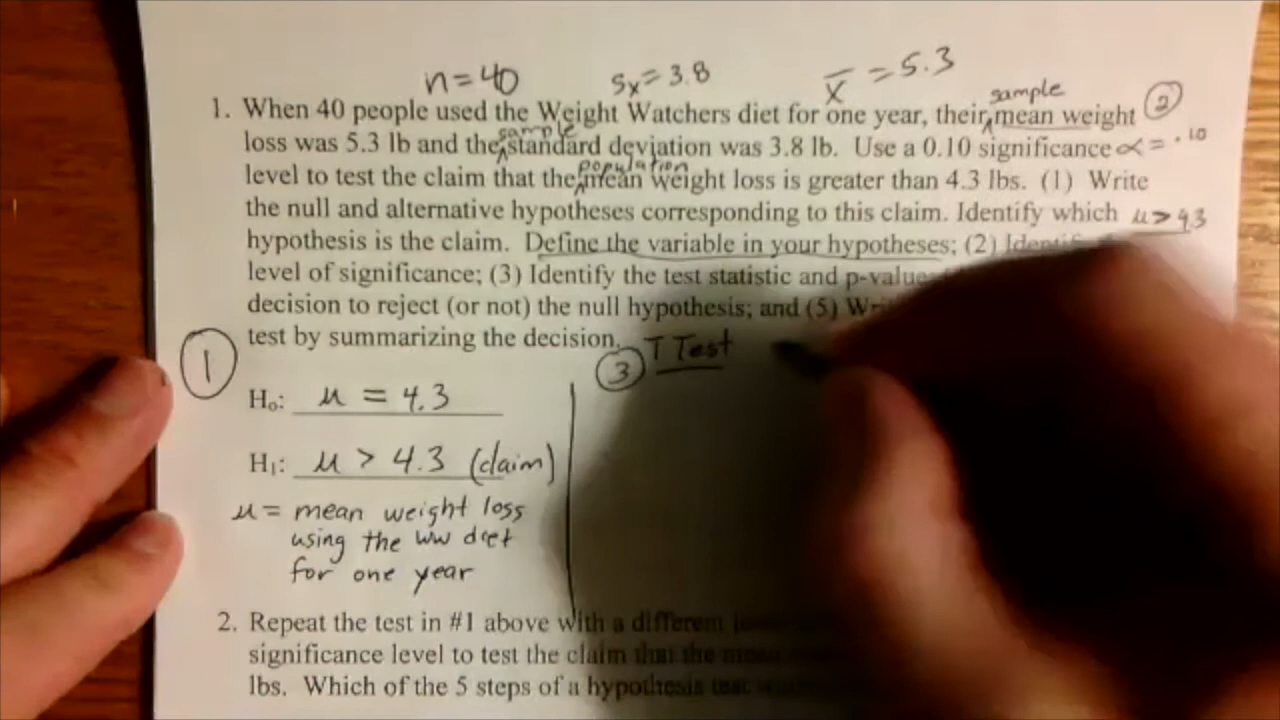 n=40 sx=3.8 x̄=5.3
sample
1. When 40 people used the Weight Watchers diet for one year, their ‸ mean weight ②
sample
loss was 5.3 lb and the ‸ standard deviation was 3.8 lb. Use a 0.10 significance α=.10
population
level to test the claim that the ‸ mean weight loss is greater than 4.3 lbs. (1) Write
the null and alternative hypotheses corresponding to this claim. Identify which μ>4.3
hypothesis is the claim. Define the variable in your hypotheses; (2)
level of significance; (3) Identify the test statistic and p-value
decision to reject (or not) the null hypothesis; and (5)
test by summarizing the decision.
① ③ T Test
H₀: μ = 4.3
H₁: μ > 4.3 (claim)
μ= mean weight loss
using the WW diet
for one year
2. Repeat the test in #1 above with a different
significance level to test the claim that the
lbs. Which of the 5 steps of a hypothesis test